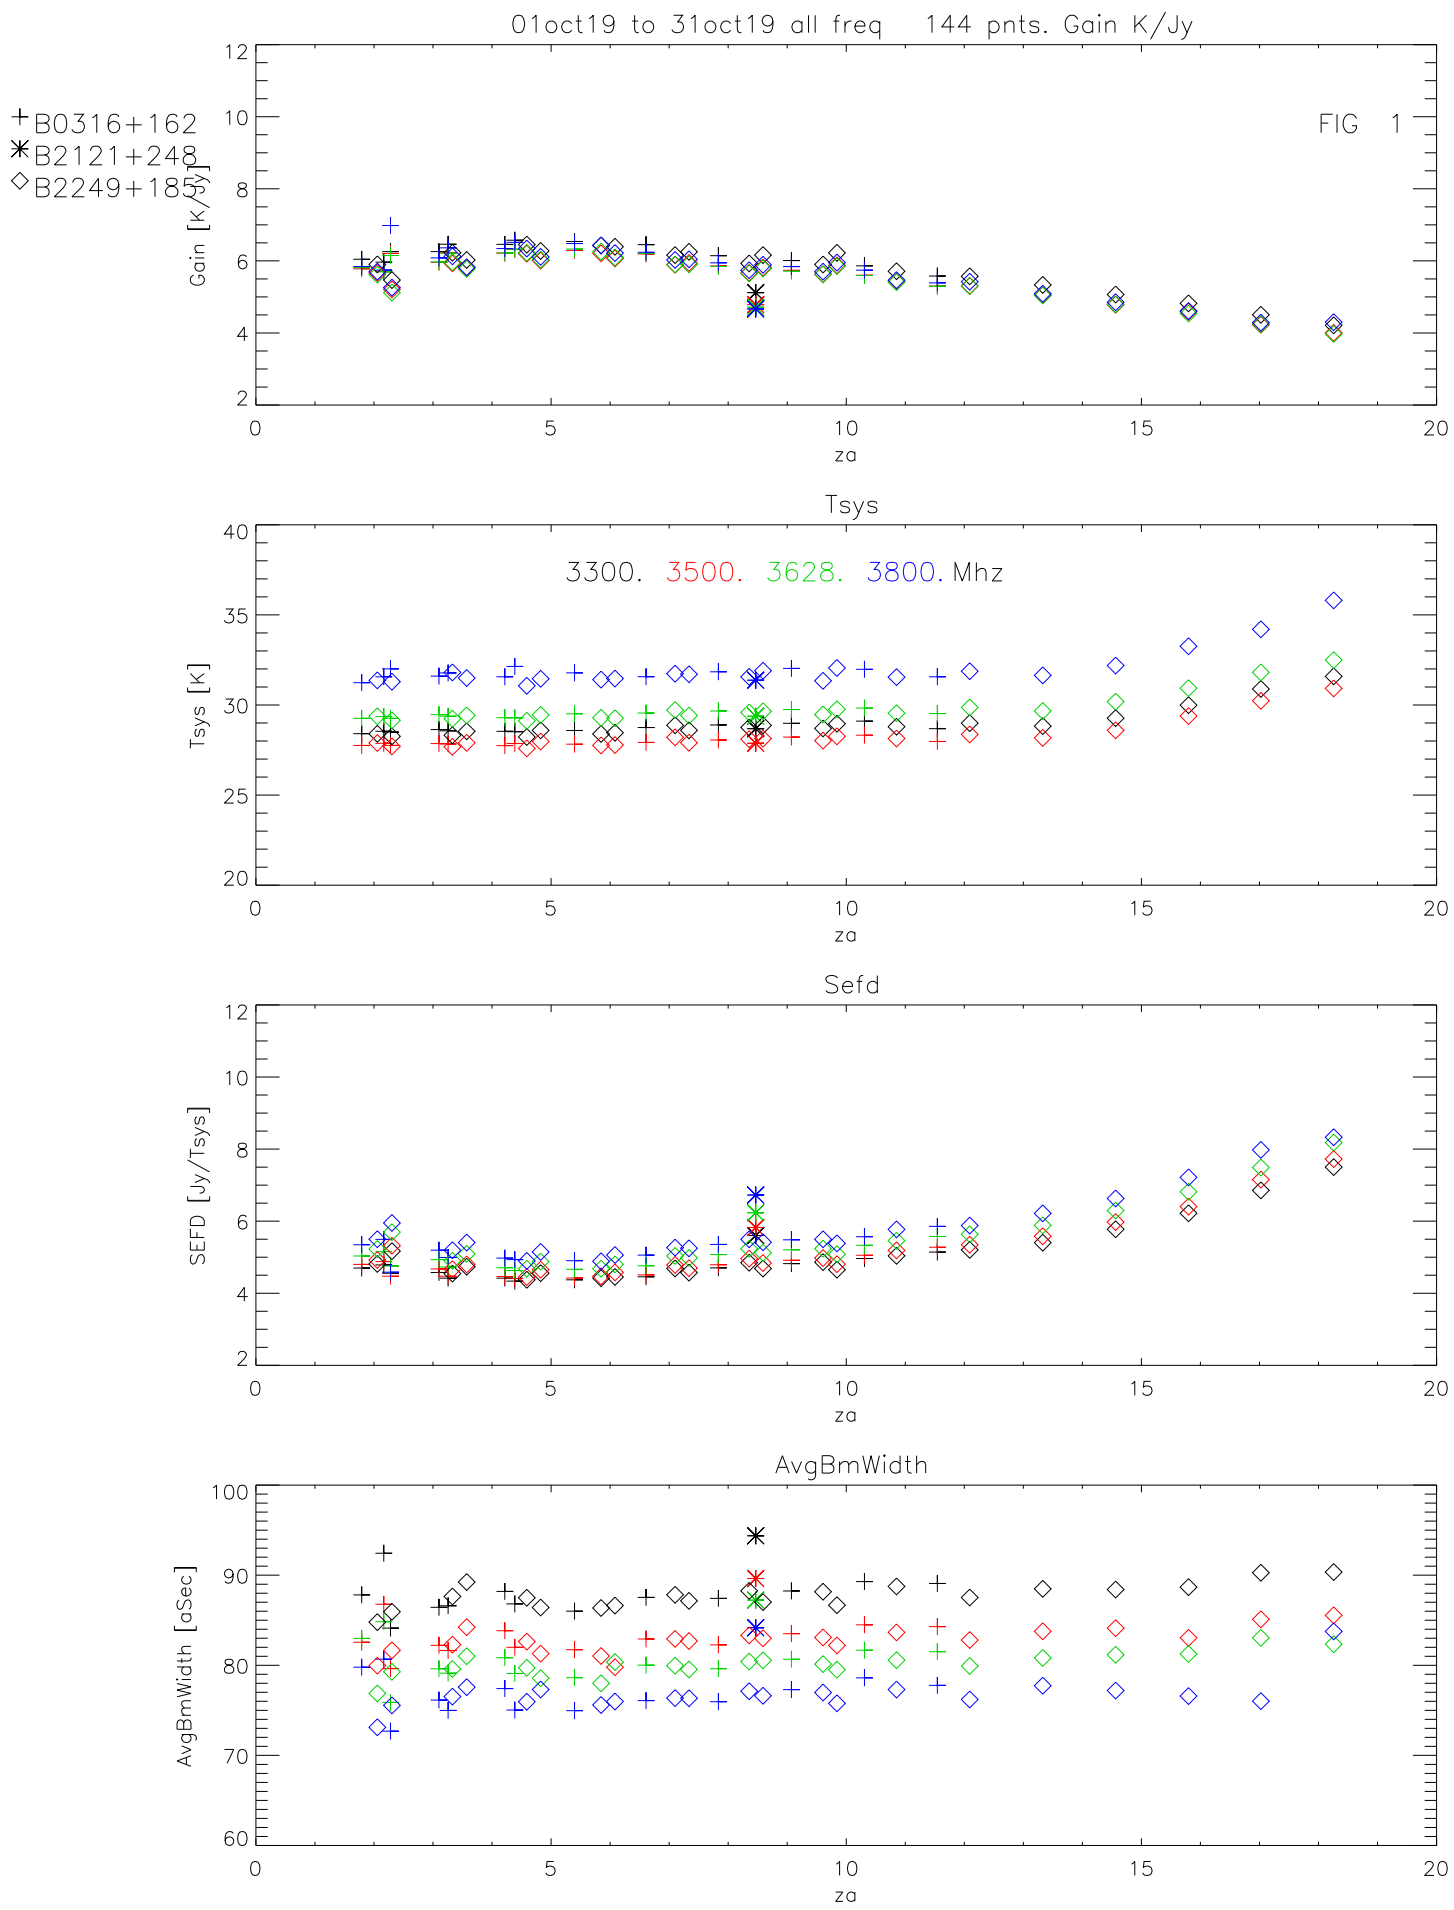 01oct19 to 31oct19 all freq 144 pnts. Gain K/Jy
+ B0316+162
* B2121+248
◇ B2249+185
FIG 1
Gain [K/Jy]
12
10
8
6
4
2
0 5 10 15 20
za
Tsys
3300. 3500. 3628. 3800. Mhz
Tsys [K]
40
35
30
25
20
0 5 10 15 20
za
Sefd
SEFD [Jy/Tsys]
12
10
8
6
4
2
0 5 10 15 20
za
AvgBmWidth
AvgBmWidth [aSec]
100
90
80
70
60
0 5 10 15 20
za